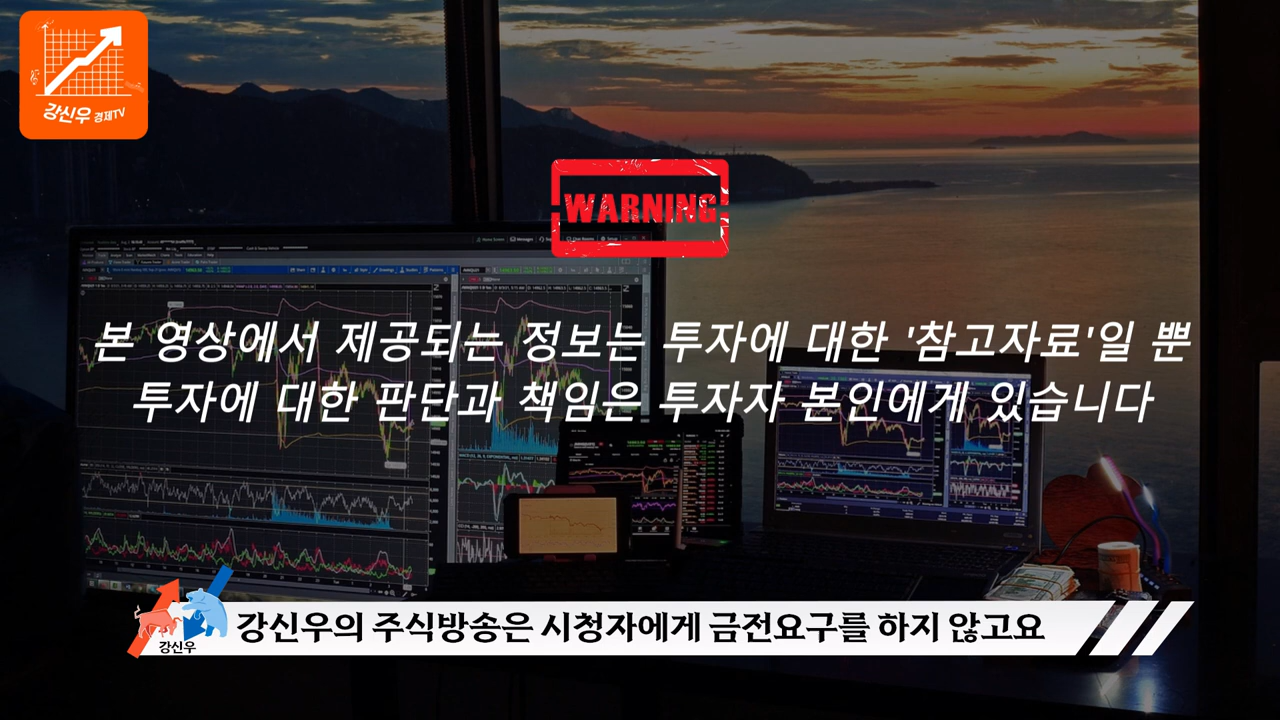 강신우 경제TV
WARNING
본 영상에서 제공되는 정보는 투자에 대한 '참고자료'일 뿐
투자에 대한 판단과 책임은 투자자 본인에게 있습니다
강신우
강신우의 주식방송은 시청자에게 금전요구를 하지 않고요